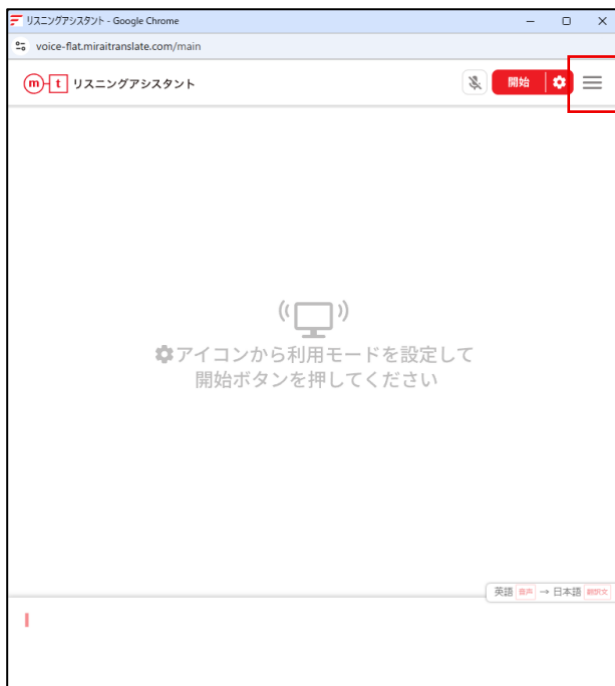 リスニングアシスタント - Google Chrome
voice-flat.miraitranslate.com/main
m t リスニングアシスタント
開始
アイコンから利用モードを設定して
開始ボタンを押してください
英語 音声 → 日本語 翻訳文